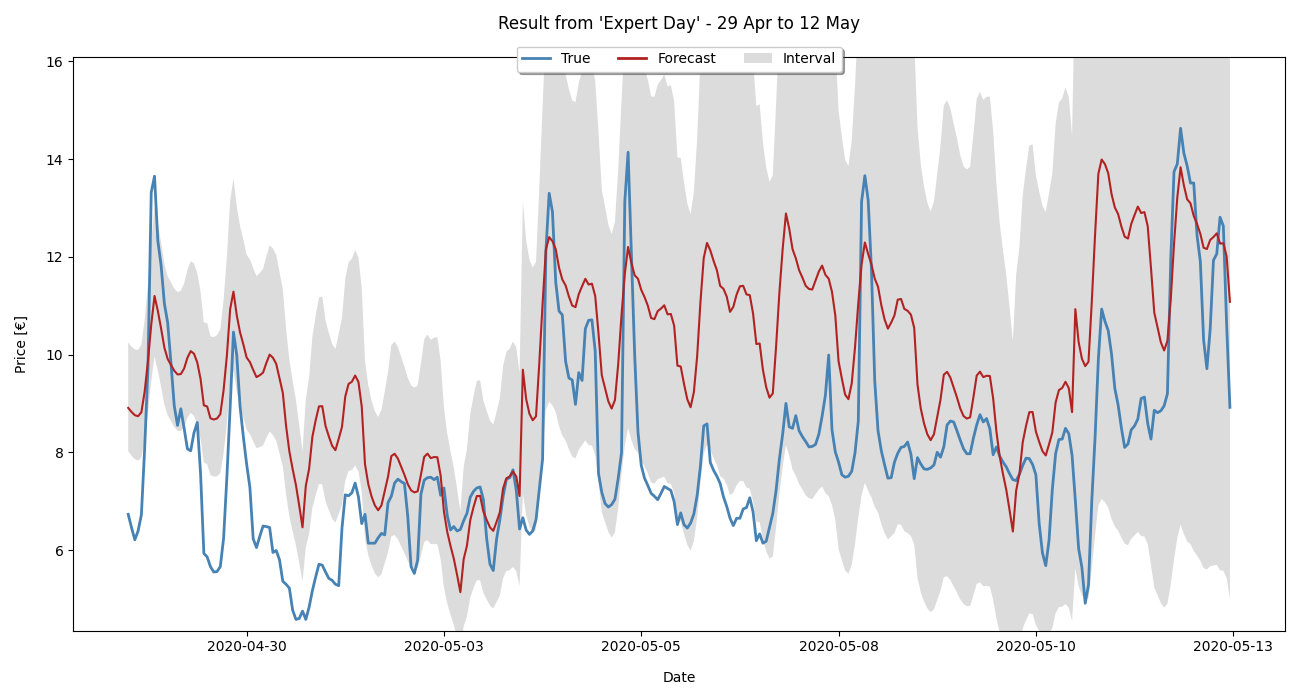 Result from 'Expert Day' - 29 Apr to 12 May
True Forecast Interval
16
14
12
10
8
6
Price [€]
2020-04-30 2020-05-03 2020-05-05 2020-05-08 2020-05-10 2020-05-13
Date